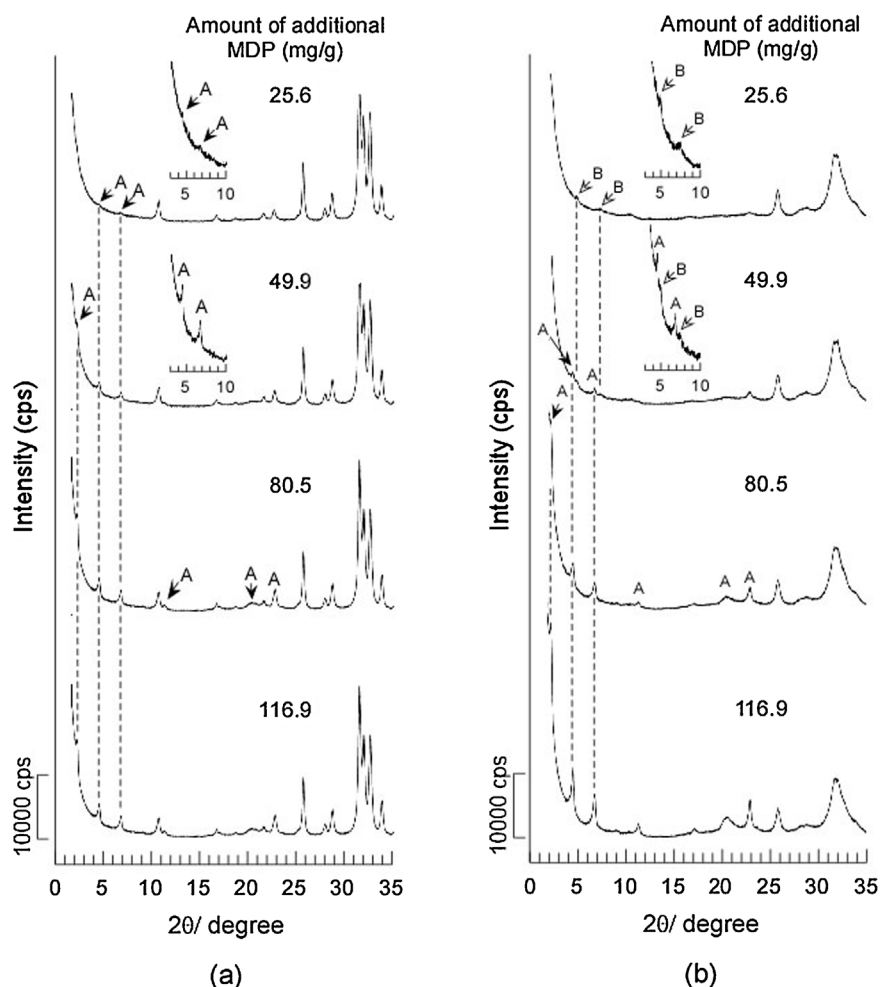 Amount of additional
MDP (mg/g)
25.6
A
A
5 10
A
A
49.9
A
A
5 10
A
80.5
A
A
A
116.9
10000 cps
Intensity (cps)
0 5 10 15 20 25 30 35
2θ/ degree
(a)
Amount of additional
MDP (mg/g)
25.6
B
B
5 10
B
B
49.9
A
B
A
B
5 10
A
A
80.5
A
A
A
A
116.9
10000 cps
Intensity (cps)
0 5 10 15 20 25 30 35
2θ/ degree
(b)